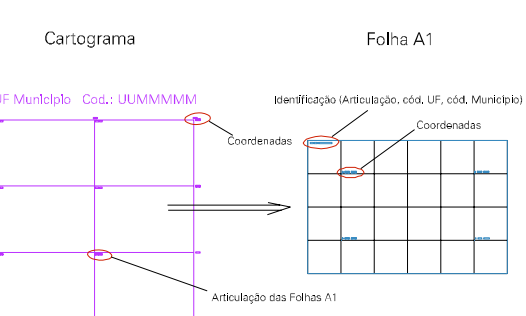 Cartograma
Folha A1
UF Município Cod.: UUMMMMM
Identificação (Articulação, cód. UF, cód. Município)
Coordenadas
Coordenadas
Articulação das Folhas A1